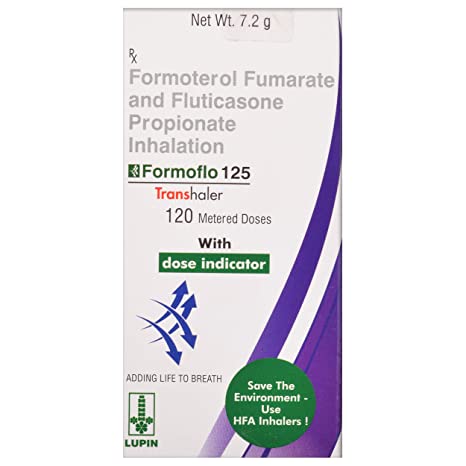 Net Wt. 7.2 g
Rx
Formoterol Fumarate
and Fluticasone
Propionate
Inhalation
Formoflo 125
Transhaler
120 Metered Doses
With
dose indicator
ADDING LIFE TO BREATH
Save The
Environment -
Use
HFA Inhalers !
LUPIN